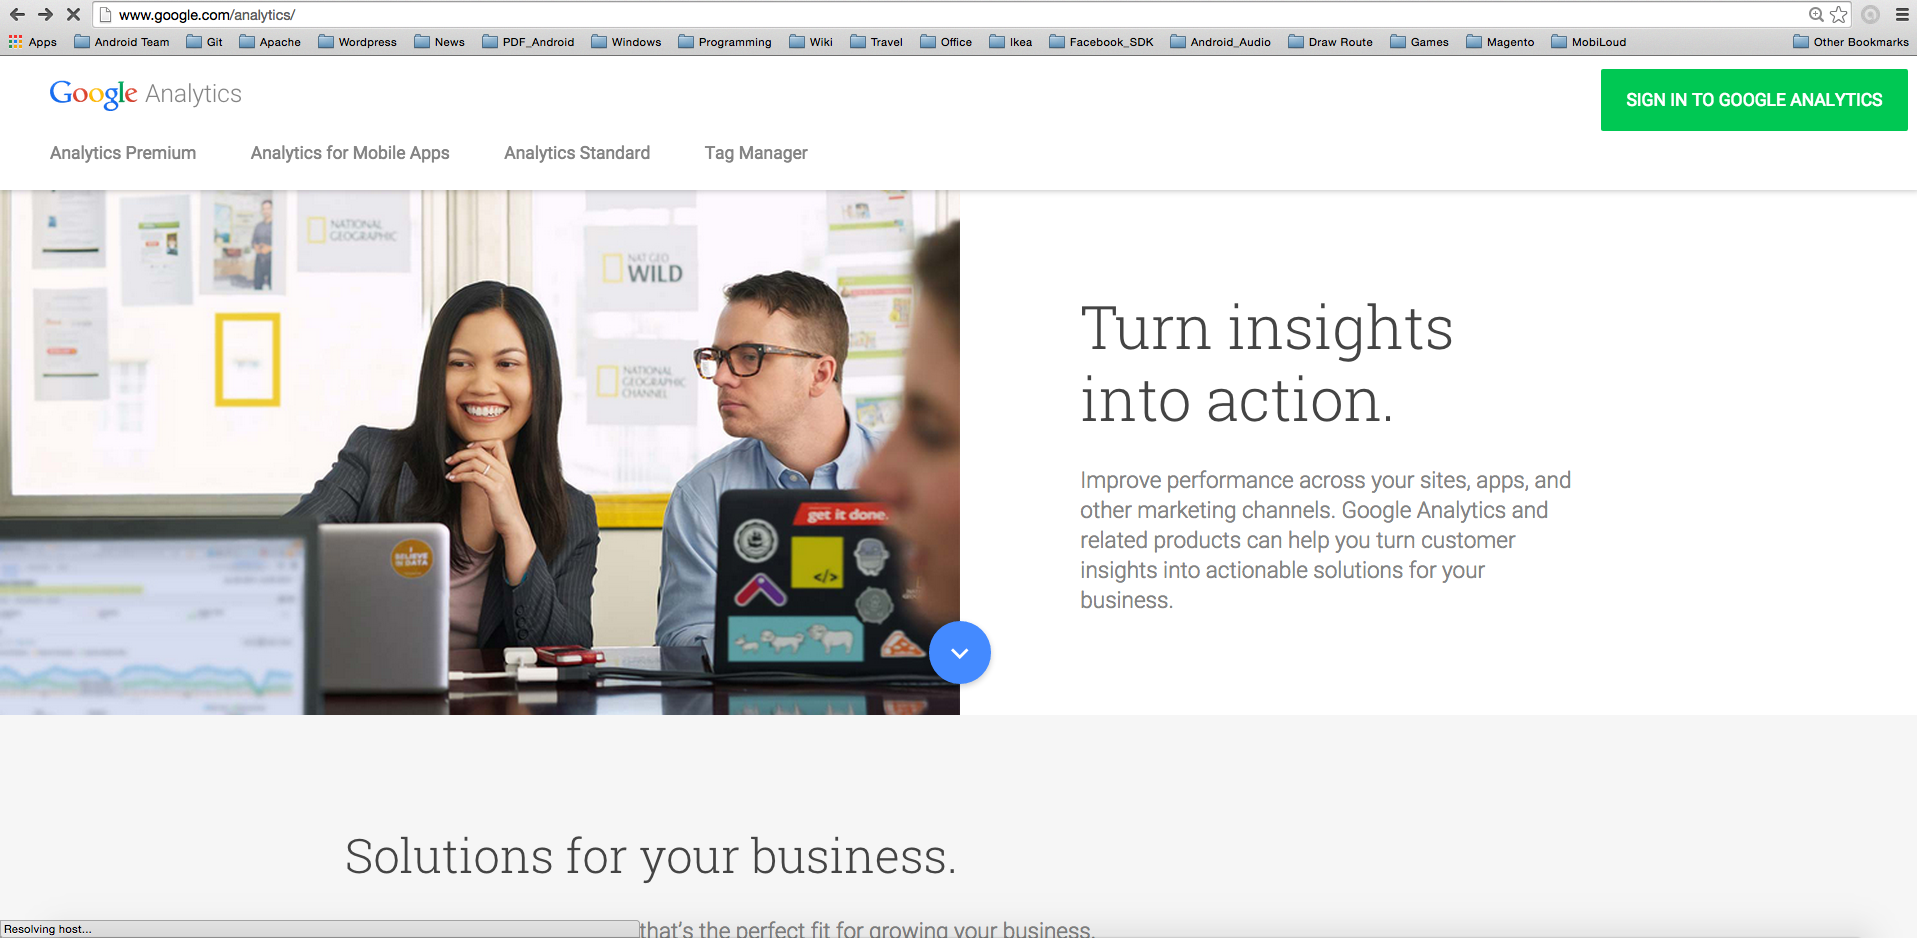 www.google.com/analytics/
Apps Android Team Git Apache Wordpress News PDF_Android Windows Programming Wiki Travel Office Ikea Facebook_SDK Android_Audio Draw Route Games Magento MobiLoud Other Bookmarks
Google Analytics
SIGN IN TO GOOGLE ANALYTICS
Analytics Premium Analytics for Mobile Apps Analytics Standard Tag Manager
NATIONAL
GEOGRAPHIC
NAT GEO
WILD
NATIONAL
GEOGRAPHIC
CHANNEL
get it done.
I
BELIEVE
DATA
</>
Turn insights
into action.
Improve performance across your sites, apps, and
other marketing channels. Google Analytics and
related products can help you turn customer
insights into actionable solutions for your
business.
Solutions for your business.
that's the perfect fit for growing your business.
Resolving host...